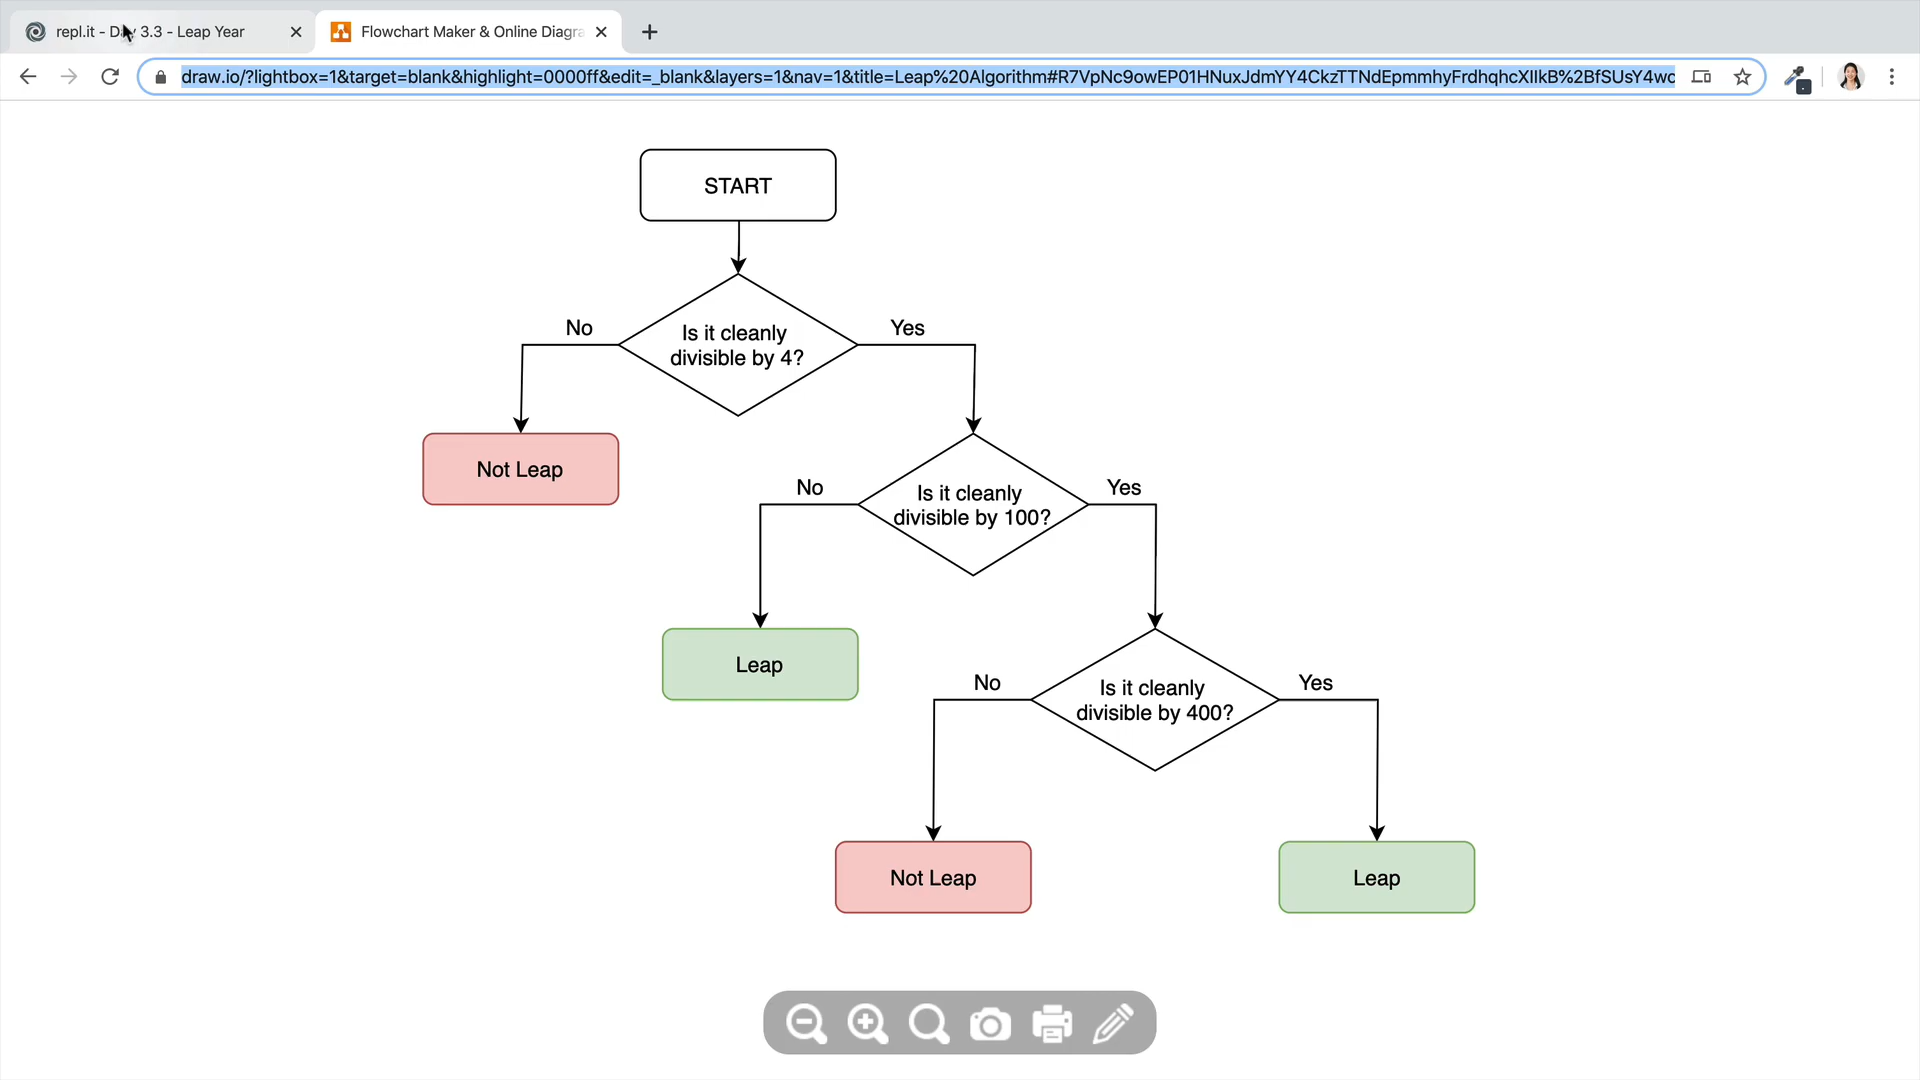 repl.it - Day 3.3 - Leap Year
Flowchart Maker & Online Diagra
draw.io/?lightbox=1&target=blank&highlight=0000ff&edit=_blank&layers=1&nav=1&title=Leap%20Algorithm#R7VpNc9owEP01HNuxJdmYY4CkzTTNdEpmmhyFrdhqhcXIIkB%2BfSUsY4wc
START
Is it cleanly
divisible by 4?
No
Yes
Not Leap
Is it cleanly
divisible by 100?
No
Yes
Leap
Is it cleanly
divisible by 400?
No
Yes
Not Leap
Leap